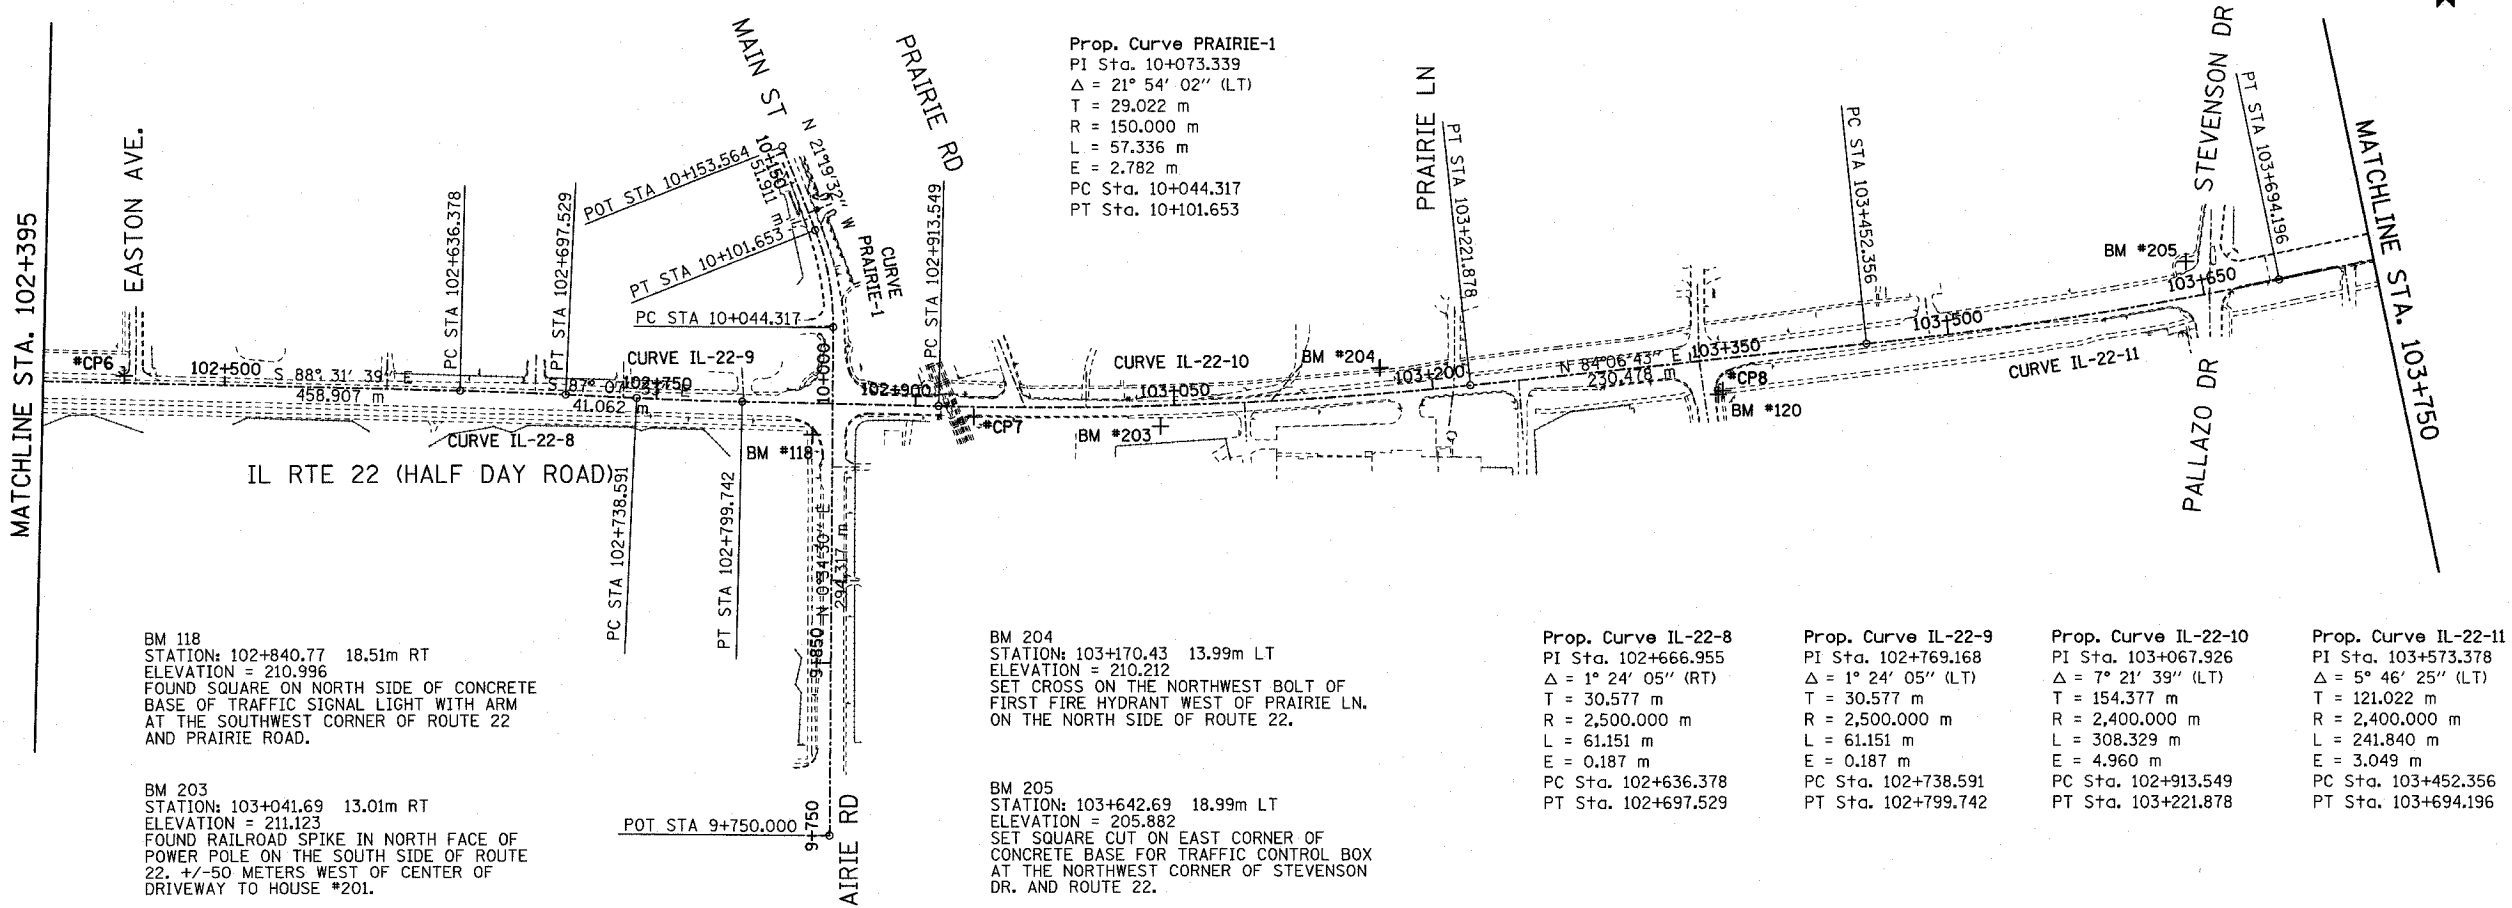 MATCHLINE STA. 102+395
EASTON AVE.
#CP6
102+500
S 88° 31' 39" E
458.907 m
PC STA 102+636.378
PT STA 102+697.529
CURVE IL-22-8
IL RTE 22 (HALF DAY ROAD)
CURVE IL-22-9
102+750
41.062 m
PC STA 102+738.591
PT STA 102+799.742
BM #118
MAIN ST
PRAIRIE RD
POT STA 10+153.564
10+150
51.911 m
N 21°19'32" W
PT STA 10+101.653
CURVE
PRAIRIE-1
PC STA 10+044.317
10+000
PC STA 102+913.549
102+900
#CP7
N 0°34'30" E
294.317 m
9+850
9+750
POT STA 9+750.000
AIRIE RD
Prop. Curve PRAIRIE-1
PI Sta. 10+073.339
Δ = 21° 54' 02" (LT)
T = 29.022 m
R = 150.000 m
L = 57.336 m
E = 2.782 m
PC Sta. 10+044.317
PT Sta. 10+101.653
CURVE IL-22-10
103+050
BM #203
BM #204
103+200
PRAIRIE LN
PT STA 103+221.878
N 84°06'43" E
230.478 m
103+350
#CP8
BM #120
PC STA 103+452.356
103+500
CURVE IL-22-11
BM #205
103+650
STEVENSON DR
PALLAZO DR
PT STA 103+694.196
MATCHLINE STA. 103+750
BM 118
STATION: 102+840.77 18.51m RT
ELEVATION = 210.996
FOUND SQUARE ON NORTH SIDE OF CONCRETE
BASE OF TRAFFIC SIGNAL LIGHT WITH ARM
AT THE SOUTHWEST CORNER OF ROUTE 22
AND PRAIRIE ROAD.
BM 203
STATION: 103+041.69 13.01m RT
ELEVATION = 211.123
FOUND RAILROAD SPIKE IN NORTH FACE OF
POWER POLE ON THE SOUTH SIDE OF ROUTE
22. +/-50 METERS WEST OF CENTER OF
DRIVEWAY TO HOUSE #201.
BM 204
STATION: 103+170.43 13.99m LT
ELEVATION = 210.212
SET CROSS ON THE NORTHWEST BOLT OF
FIRST FIRE HYDRANT WEST OF PRAIRIE LN.
ON THE NORTH SIDE OF ROUTE 22.
BM 205
STATION: 103+642.69 18.99m LT
ELEVATION = 205.882
SET SQUARE CUT ON EAST CORNER OF
CONCRETE BASE FOR TRAFFIC CONTROL BOX
AT THE NORTHWEST CORNER OF STEVENSON
DR. AND ROUTE 22.
Prop. Curve IL-22-8
PI Sta. 102+666.955
Δ = 1° 24' 05" (RT)
T = 30.577 m
R = 2,500.000 m
L = 61.151 m
E = 0.187 m
PC Sta. 102+636.378
PT Sta. 102+697.529
Prop. Curve IL-22-9
PI Sta. 102+769.168
Δ = 1° 24' 05" (LT)
T = 30.577 m
R = 2,500.000 m
L = 61.151 m
E = 0.187 m
PC Sta. 102+738.591
PT Sta. 102+799.742
Prop. Curve IL-22-10
PI Sta. 103+067.926
Δ = 7° 21' 39" (LT)
T = 154.377 m
R = 2,400.000 m
L = 308.329 m
E = 4.960 m
PC Sta. 102+913.549
PT Sta. 103+221.878
Prop. Curve IL-22-11
PI Sta. 103+573.378
Δ = 5° 46' 25" (LT)
T = 121.022 m
R = 2,400.000 m
L = 241.840 m
E = 3.049 m
PC Sta. 103+452.356
PT Sta. 103+694.196